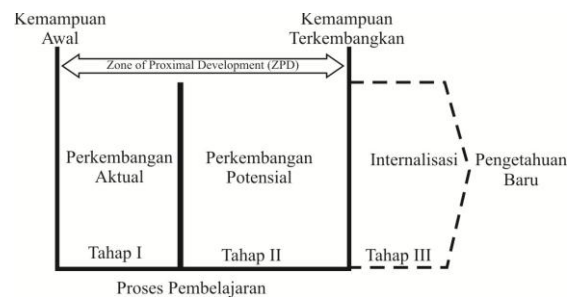 Kemampuan
Awal
Kemampuan
Terkembangkan
Zone of Proximal Development (ZPD)
Perkembangan
Aktual
Perkembangan
Potensial
Internalisasi
Pengetahuan
Baru
Tahap I
Tahap II
Tahap III
Proses Pembelajaran